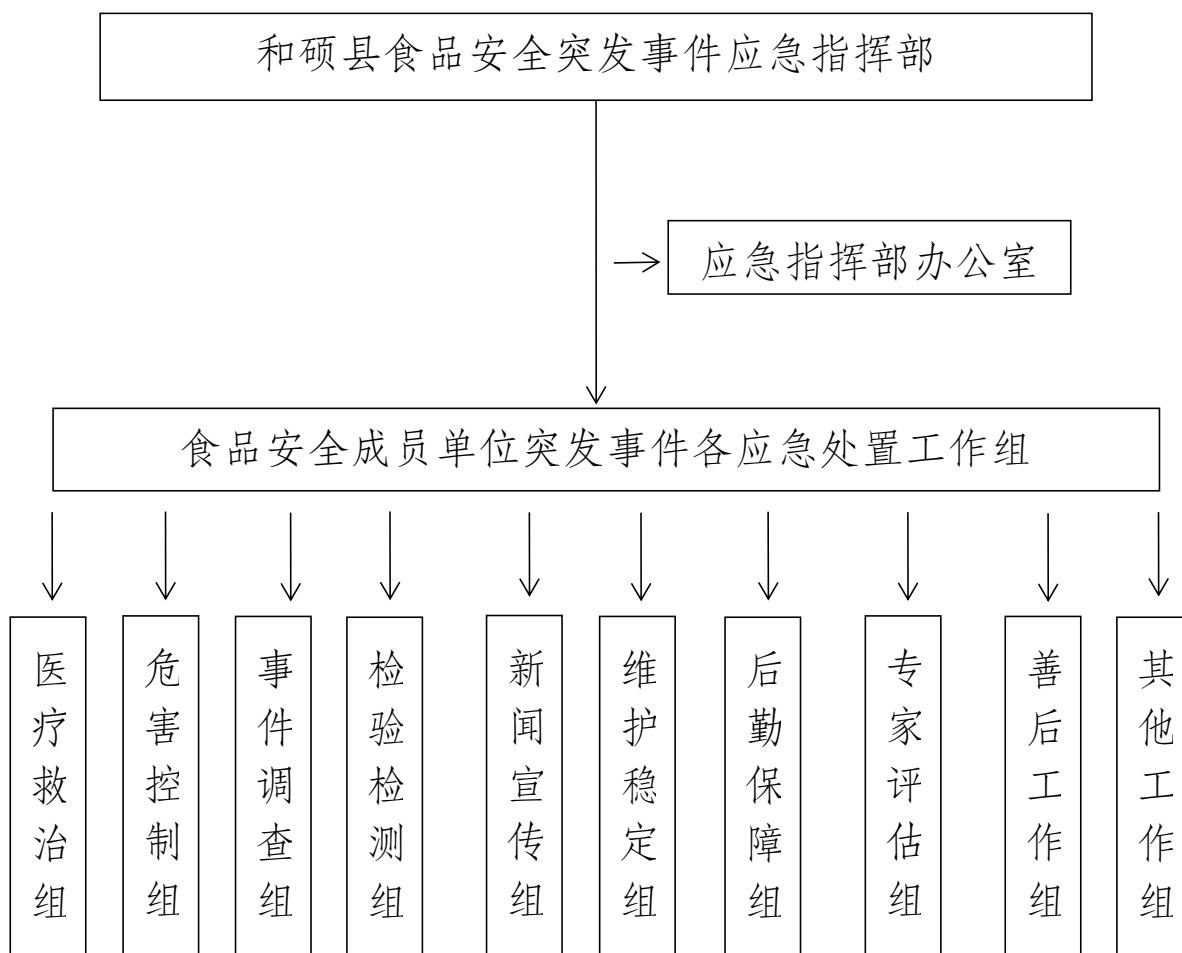 和硕县食品安全突发事件应急指挥部
应急指挥部办公室
食品安全成员单位突发事件各应急处置工作组
医疗救治组
危害控制组
事件调查组
检验检测组
新闻宣传组
维护稳定组
后勤保障组
专家评估组
善后工作组
其他工作组